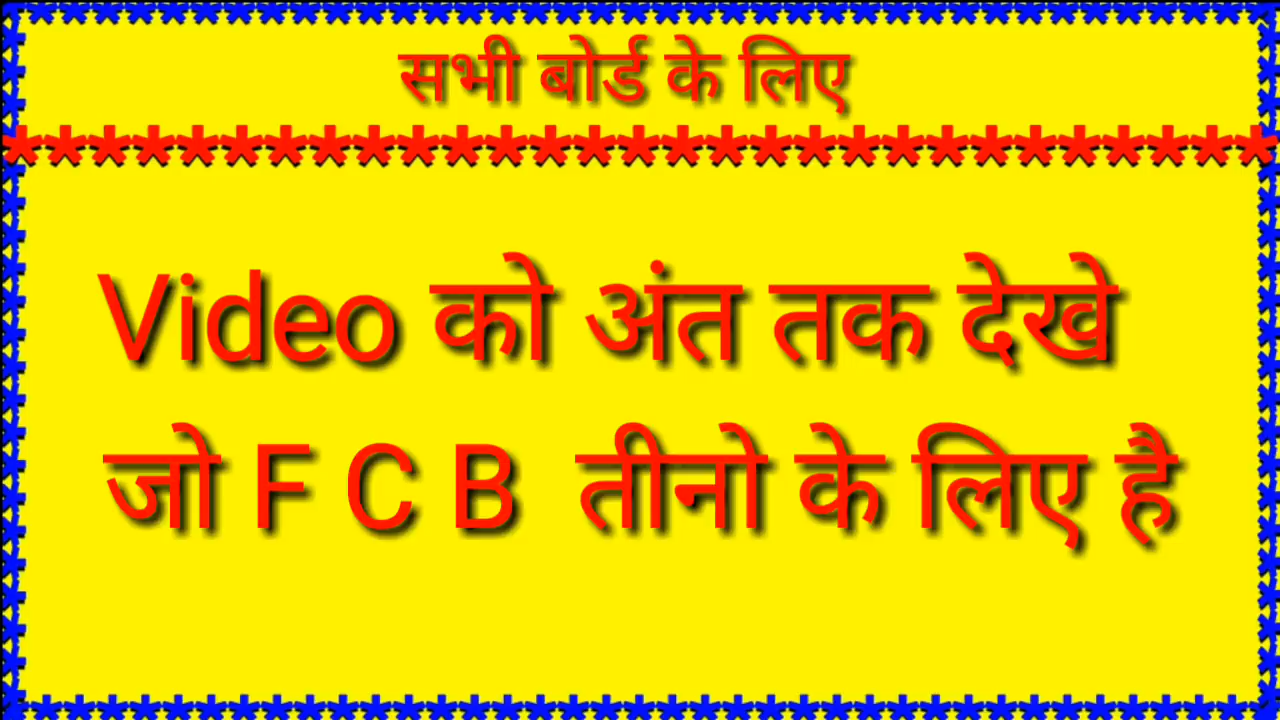 सभी बोर्ड के लिए
*****************************
Video को अंत तक देखे
जो F C B तीनो के लिए है